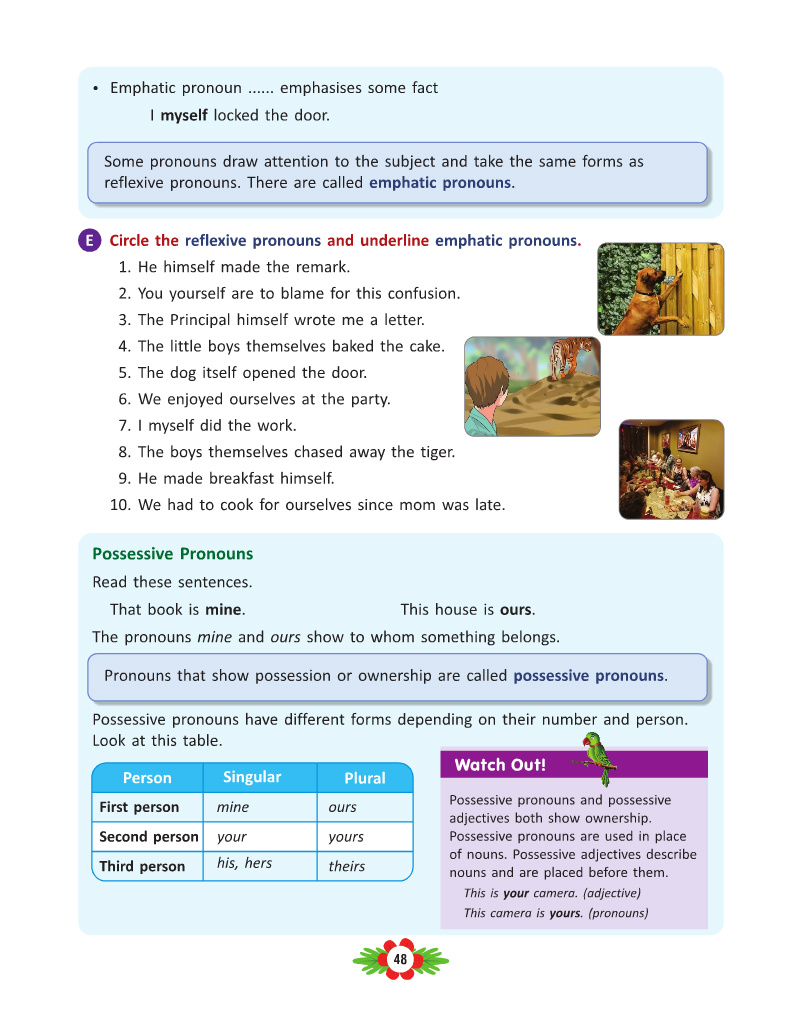 • Emphatic pronoun ...... emphasises some fact
I myself locked the door.
Some pronouns draw attention to the subject and take the same forms as
reflexive pronouns. There are called emphatic pronouns.
E Circle the reflexive pronouns and underline emphatic pronouns.
1. He himself made the remark.
2. You yourself are to blame for this confusion.
3. The Principal himself wrote me a letter.
4. The little boys themselves baked the cake.
5. The dog itself opened the door.
6. We enjoyed ourselves at the party.
7. I myself did the work.
8. The boys themselves chased away the tiger.
9. He made breakfast himself.
10. We had to cook for ourselves since mom was late.
Possessive Pronouns
Read these sentences.
That book is mine. This house is ours.
The pronouns mine and ours show to whom something belongs.
Pronouns that show possession or ownership are called possessive pronouns.
Possessive pronouns have different forms depending on their number and person.
Look at this table.
Person Singular Plural
First person mine ours
Second person your yours
Third person his, hers theirs
Watch Out!
Possessive pronouns and possessive
adjectives both show ownership.
Possessive pronouns are used in place
of nouns. Possessive adjectives describe
nouns and are placed before them.
This is your camera. (adjective)
This camera is yours. (pronouns)
48